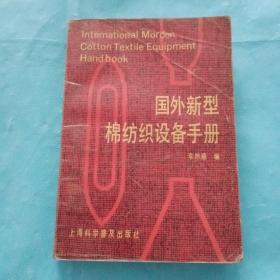 International Morden
Cotton Textile Equipment
Handbook
国外新型
棉纺织设备手册
编
上海科学普及出版社